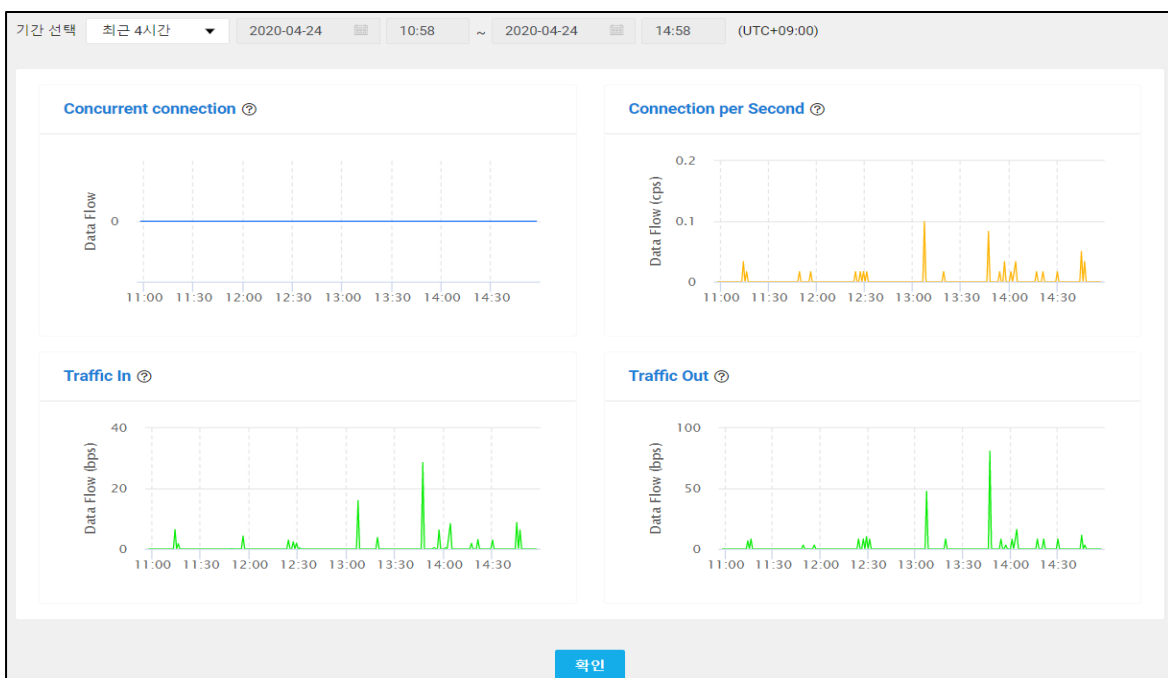 기간 선택 최근 4시간 2020-04-24 10:58 ~ 2020-04-24 14:58 (UTC+09:00)
Concurrent connection ?
Data Flow
0
11:00 11:30 12:00 12:30 13:00 13:30 14:00 14:30
Connection per Second ?
Data Flow (cps)
0.2
0.1
0
11:00 11:30 12:00 12:30 13:00 13:30 14:00 14:30
Traffic In ?
Data Flow (bps)
40
20
0
11:00 11:30 12:00 12:30 13:00 13:30 14:00 14:30
Traffic Out ?
Data Flow (bps)
100
50
0
11:00 11:30 12:00 12:30 13:00 13:30 14:00 14:30
확인